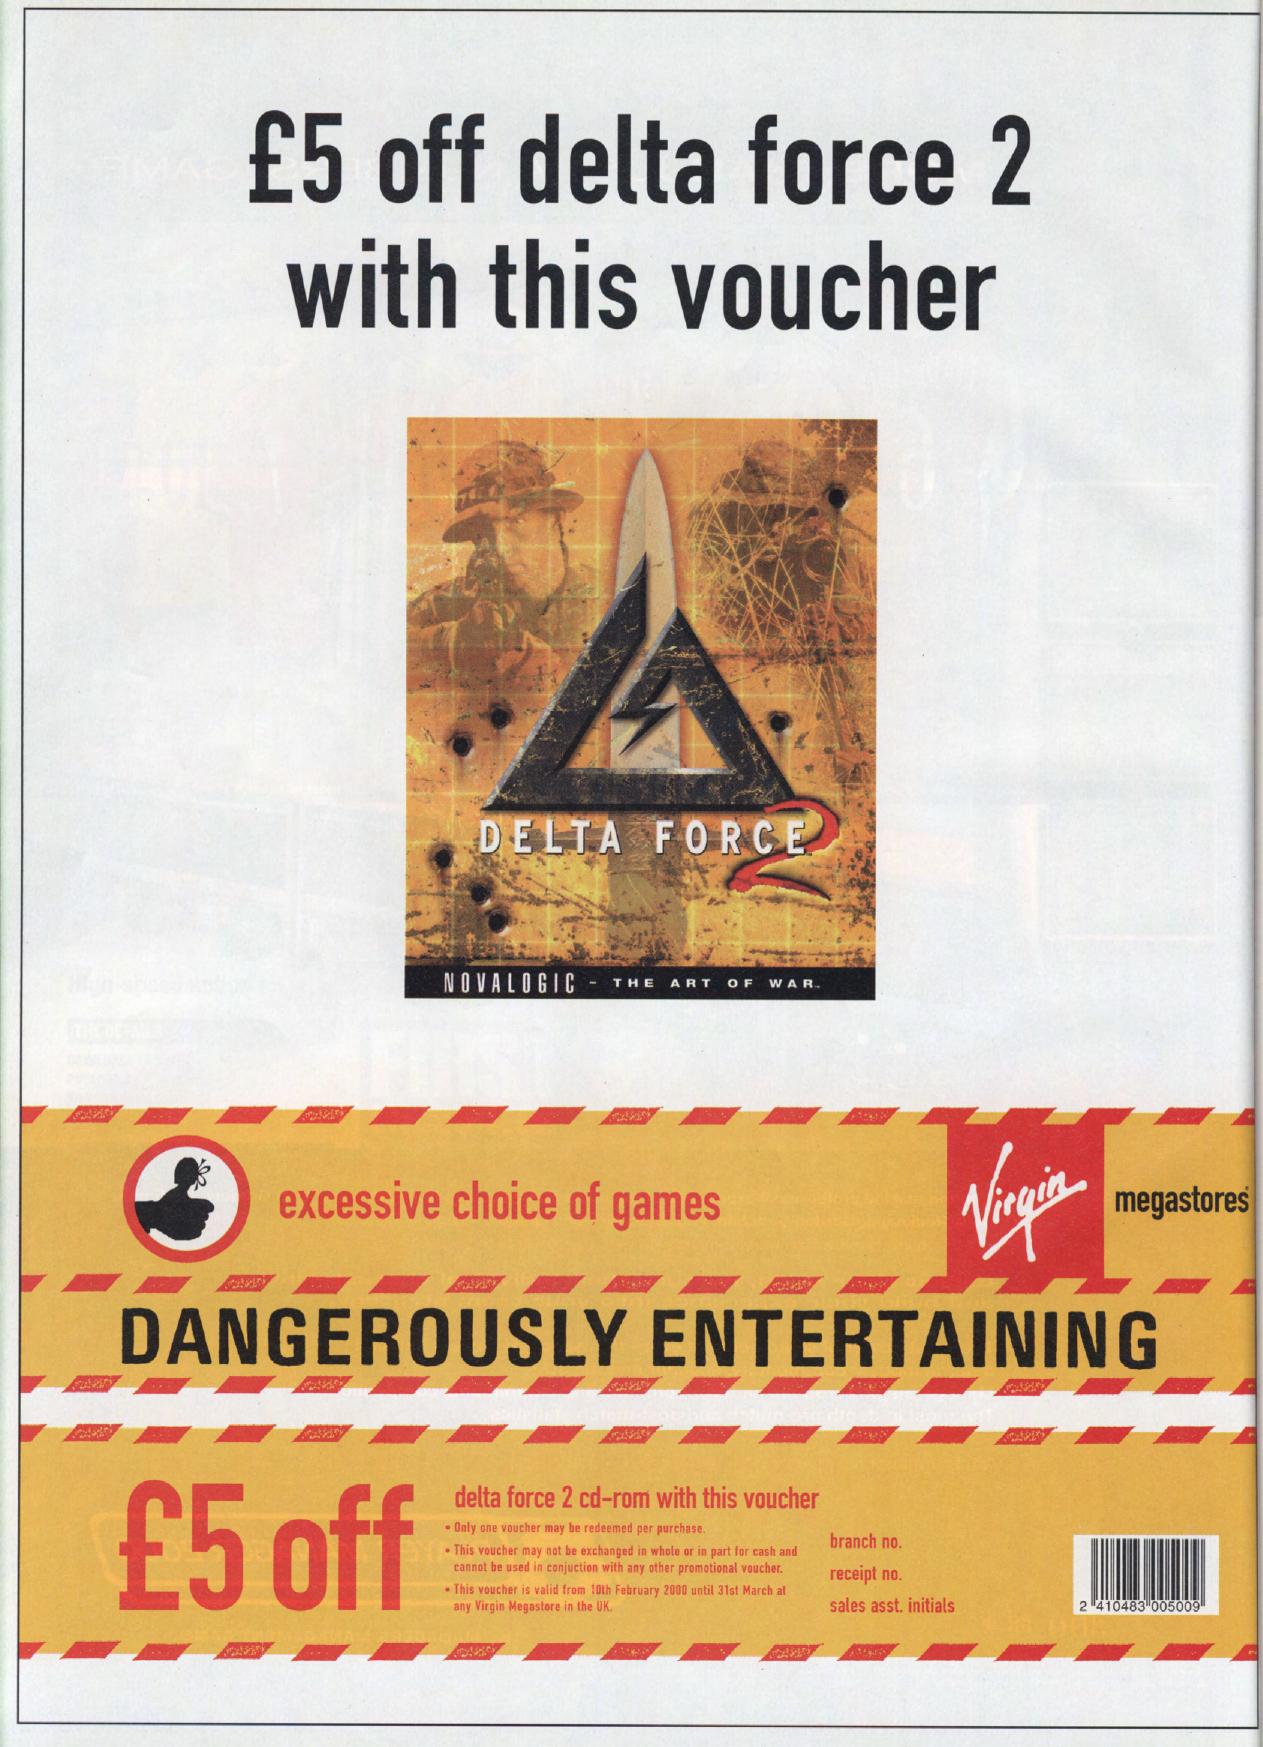 £5 off delta force 2
with this voucher
DELTA FORCE 2
NOVALOGIC - THE ART OF WAR™
excessive choice of games
Virgin
megastores
DANGEROUSLY ENTERTAINING
£5 off
delta force 2 cd-rom with this voucher
• Only one voucher may be redeemed per purchase.
• This voucher may not be exchanged in whole or in part for cash and
cannot be used in conjuction with any other promotional voucher.
• This voucher is valid from 10th February 2000 until 31st March at
any Virgin Megastore in the UK.
branch no.
receipt no.
sales asst. initials
2 410483 005009